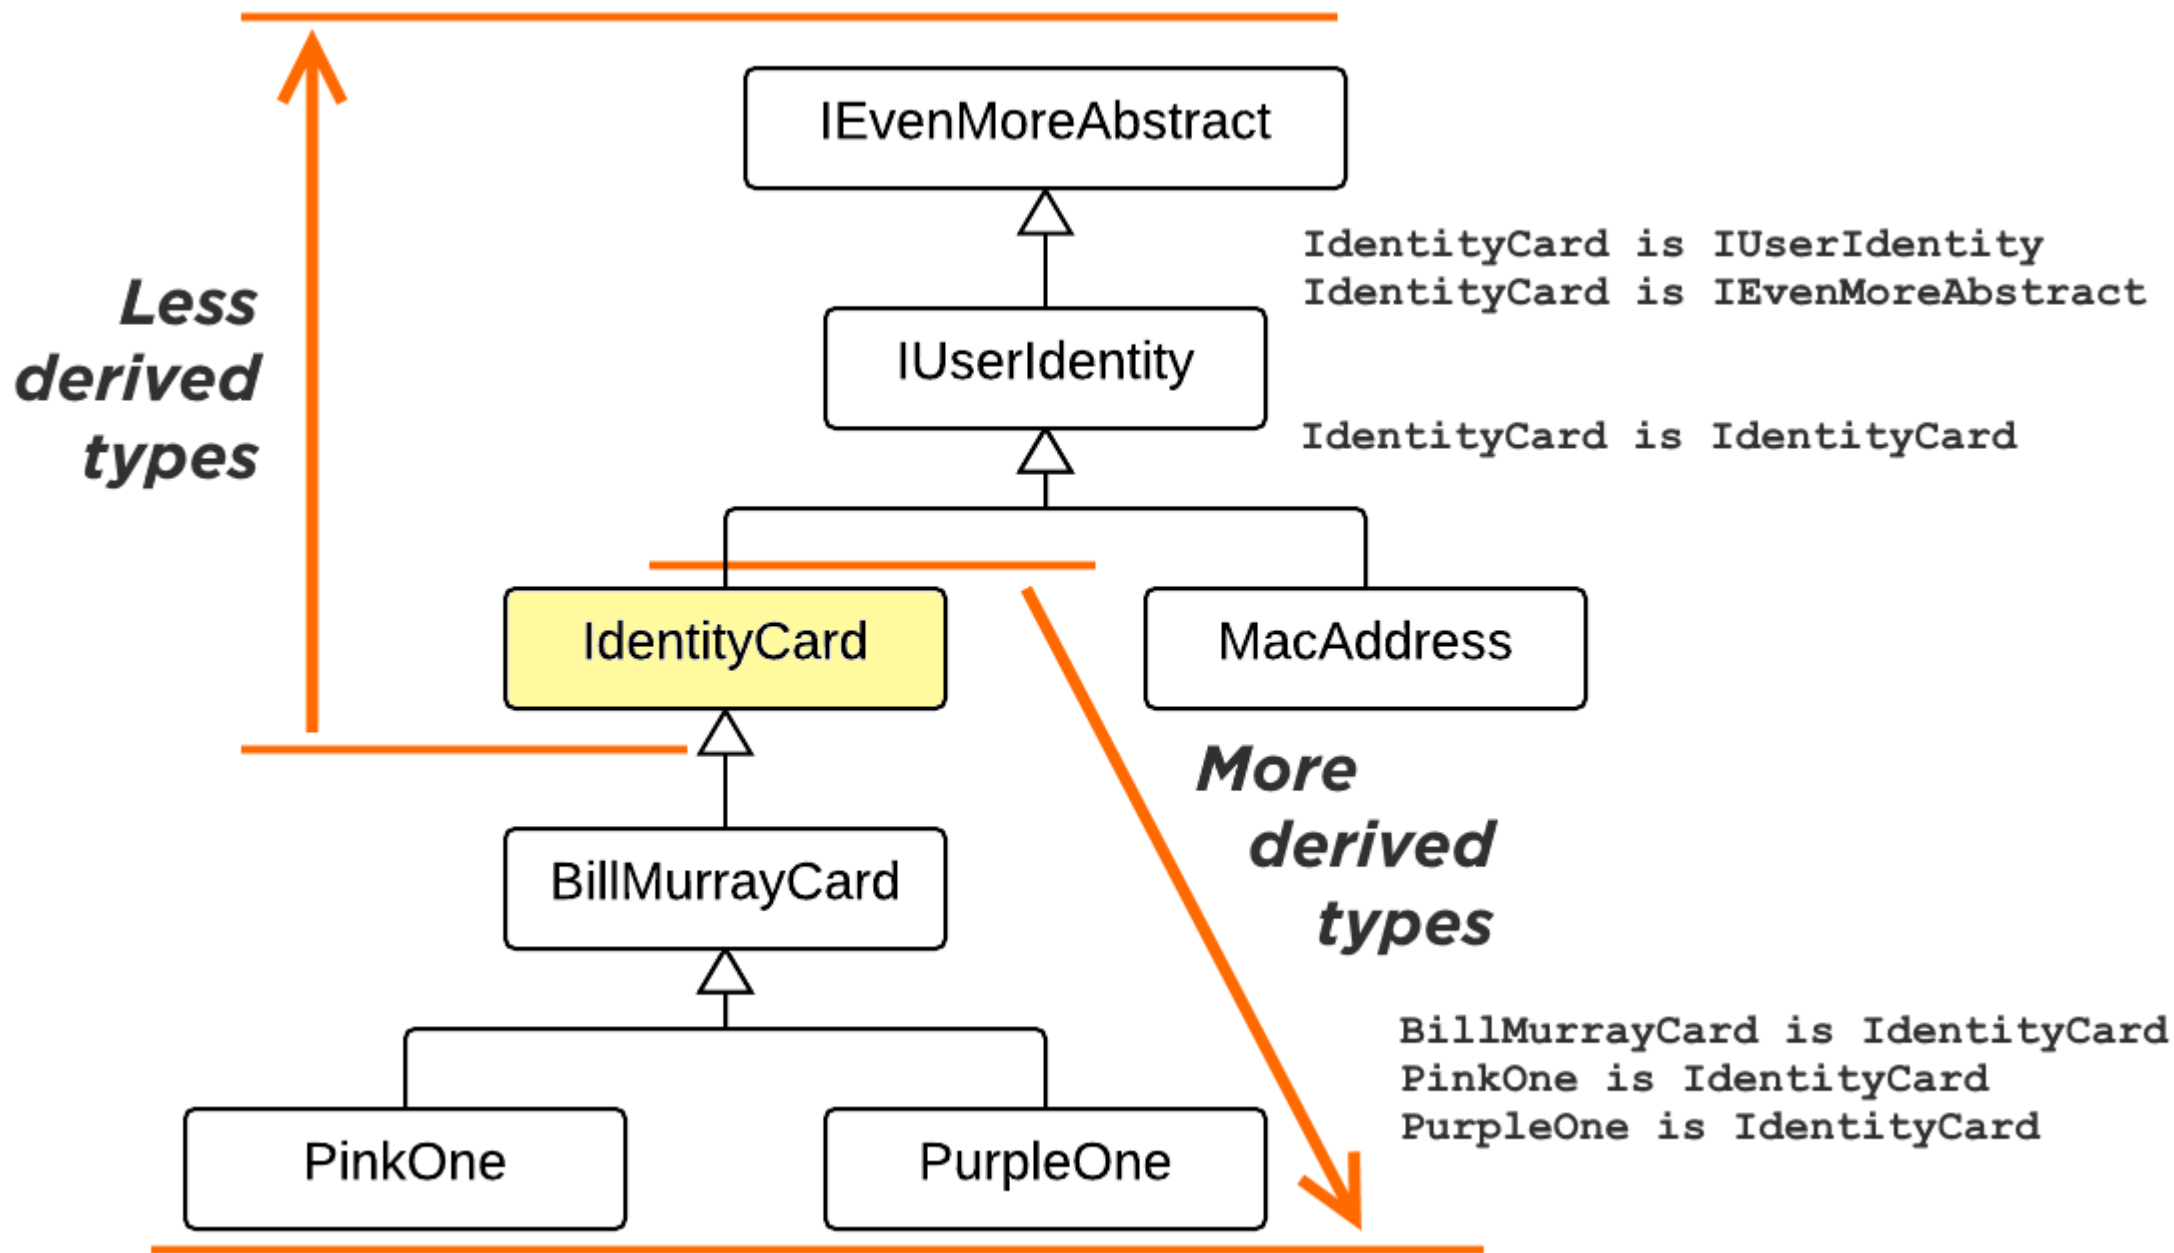 IEvenMoreAbstract
IdentityCard is IUserIdentity
IdentityCard is IEvenMoreAbstract
Less
derived
types
IUserIdentity
IdentityCard is IdentityCard
IdentityCard
MacAddress
More
derived
types
BillMurrayCard
BillMurrayCard is IdentityCard
PinkOne is IdentityCard
PurpleOne is IdentityCard
PinkOne
PurpleOne